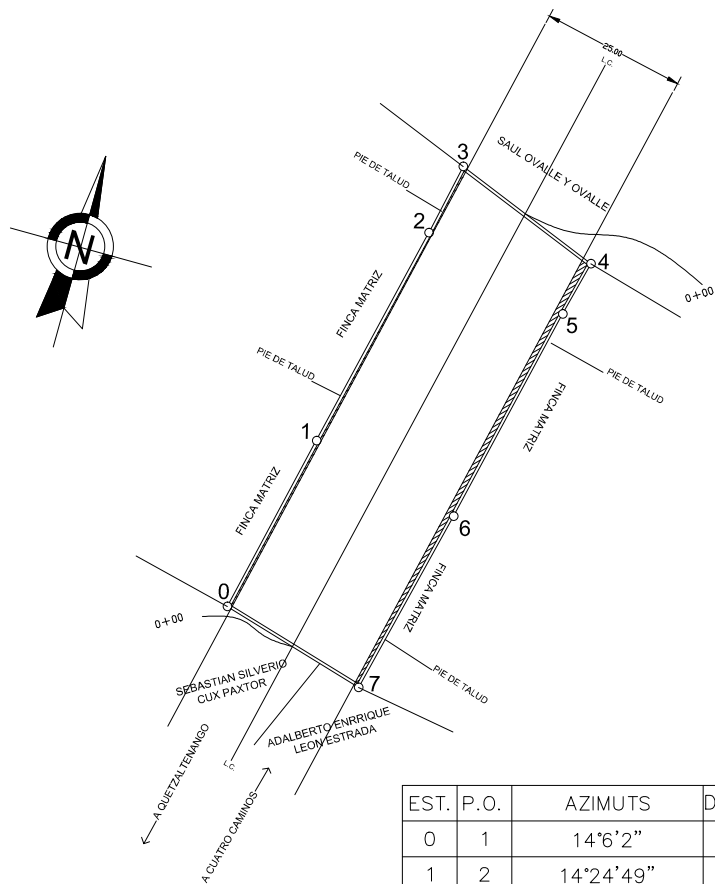 25.00
L.C.
3
SAUL OVALLE Y OVALLE
PIE DE TALUD
2
4
0+00
5
N
FINCA MATRIZ
PIE DE TALUD
PIE DE TALUD
FINCA MATRIZ
1
FINCA MATRIZ
6
FINCA MATRIZ
0
0+00
SEBASTIAN SILVERIO
CUX PAXTOR
PIE DE TALUD
7
ADALBERTO ENRRIQUE
LEON ESTRADA
L.C.
A QUETZALTENANGO
A CUATRO CAMINOS
EST. P.O. AZIMUTS D
0 1 14°6'2"
1 2 14°24'49"